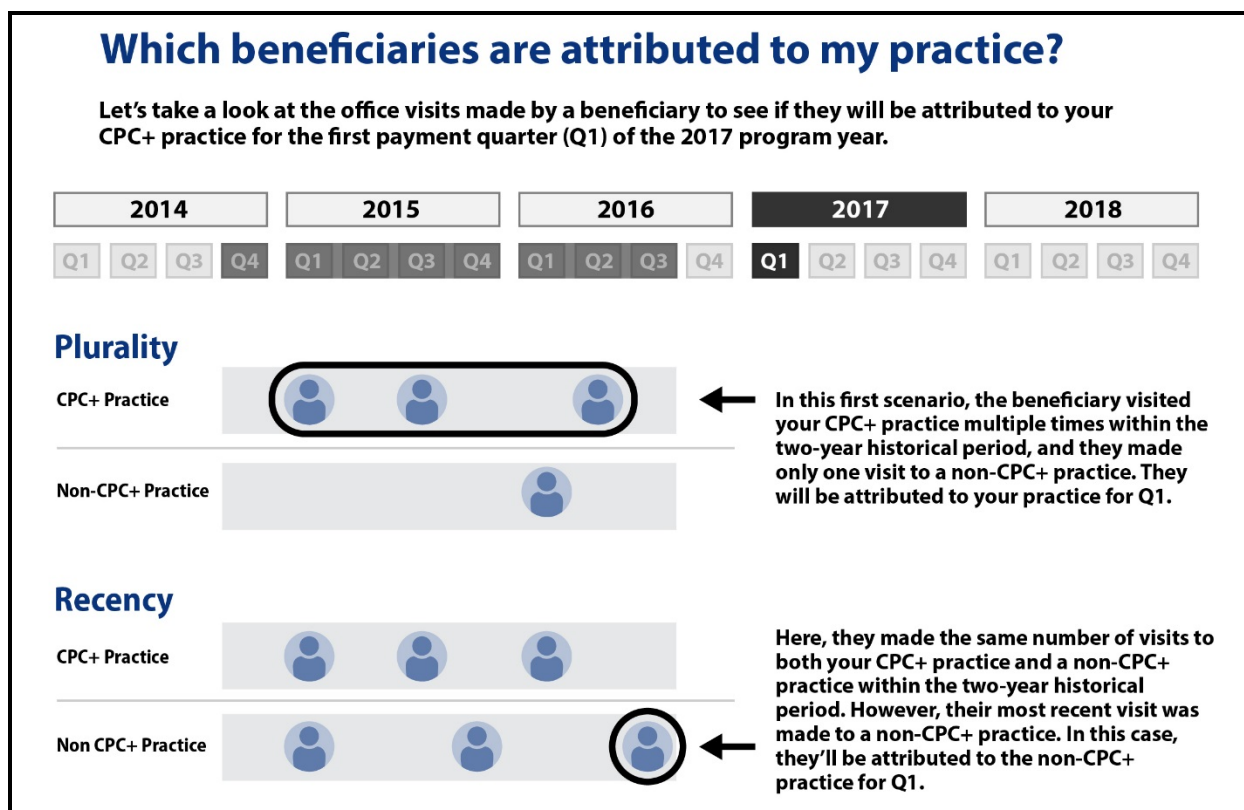 Which beneficiaries are attributed to my practice?
Let's take a look at the office visits made by a beneficiary to see if they will be attributed to your
CPC+ practice for the first payment quarter (Q1) of the 2017 program year.
2014 2015 2016 2017 2018
Q1 Q2 Q3 Q4 Q1 Q2 Q3 Q4 Q1 Q2 Q3 Q4 Q1 Q2 Q3 Q4 Q1 Q2 Q3 Q4
Plurality
CPC+ Practice
Non-CPC+ Practice
In this first scenario, the beneficiary visited
your CPC+ practice multiple times within the
two-year historical period, and they made
only one visit to a non-CPC+ practice. They
will be attributed to your practice for Q1.
Recency
CPC+ Practice
Non CPC+ Practice
Here, they made the same number of visits to
both your CPC+ practice and a non-CPC+
practice within the two-year historical
period. However, their most recent visit was
made to a non-CPC+ practice. In this case,
they'll be attributed to the non-CPC+
practice for Q1.